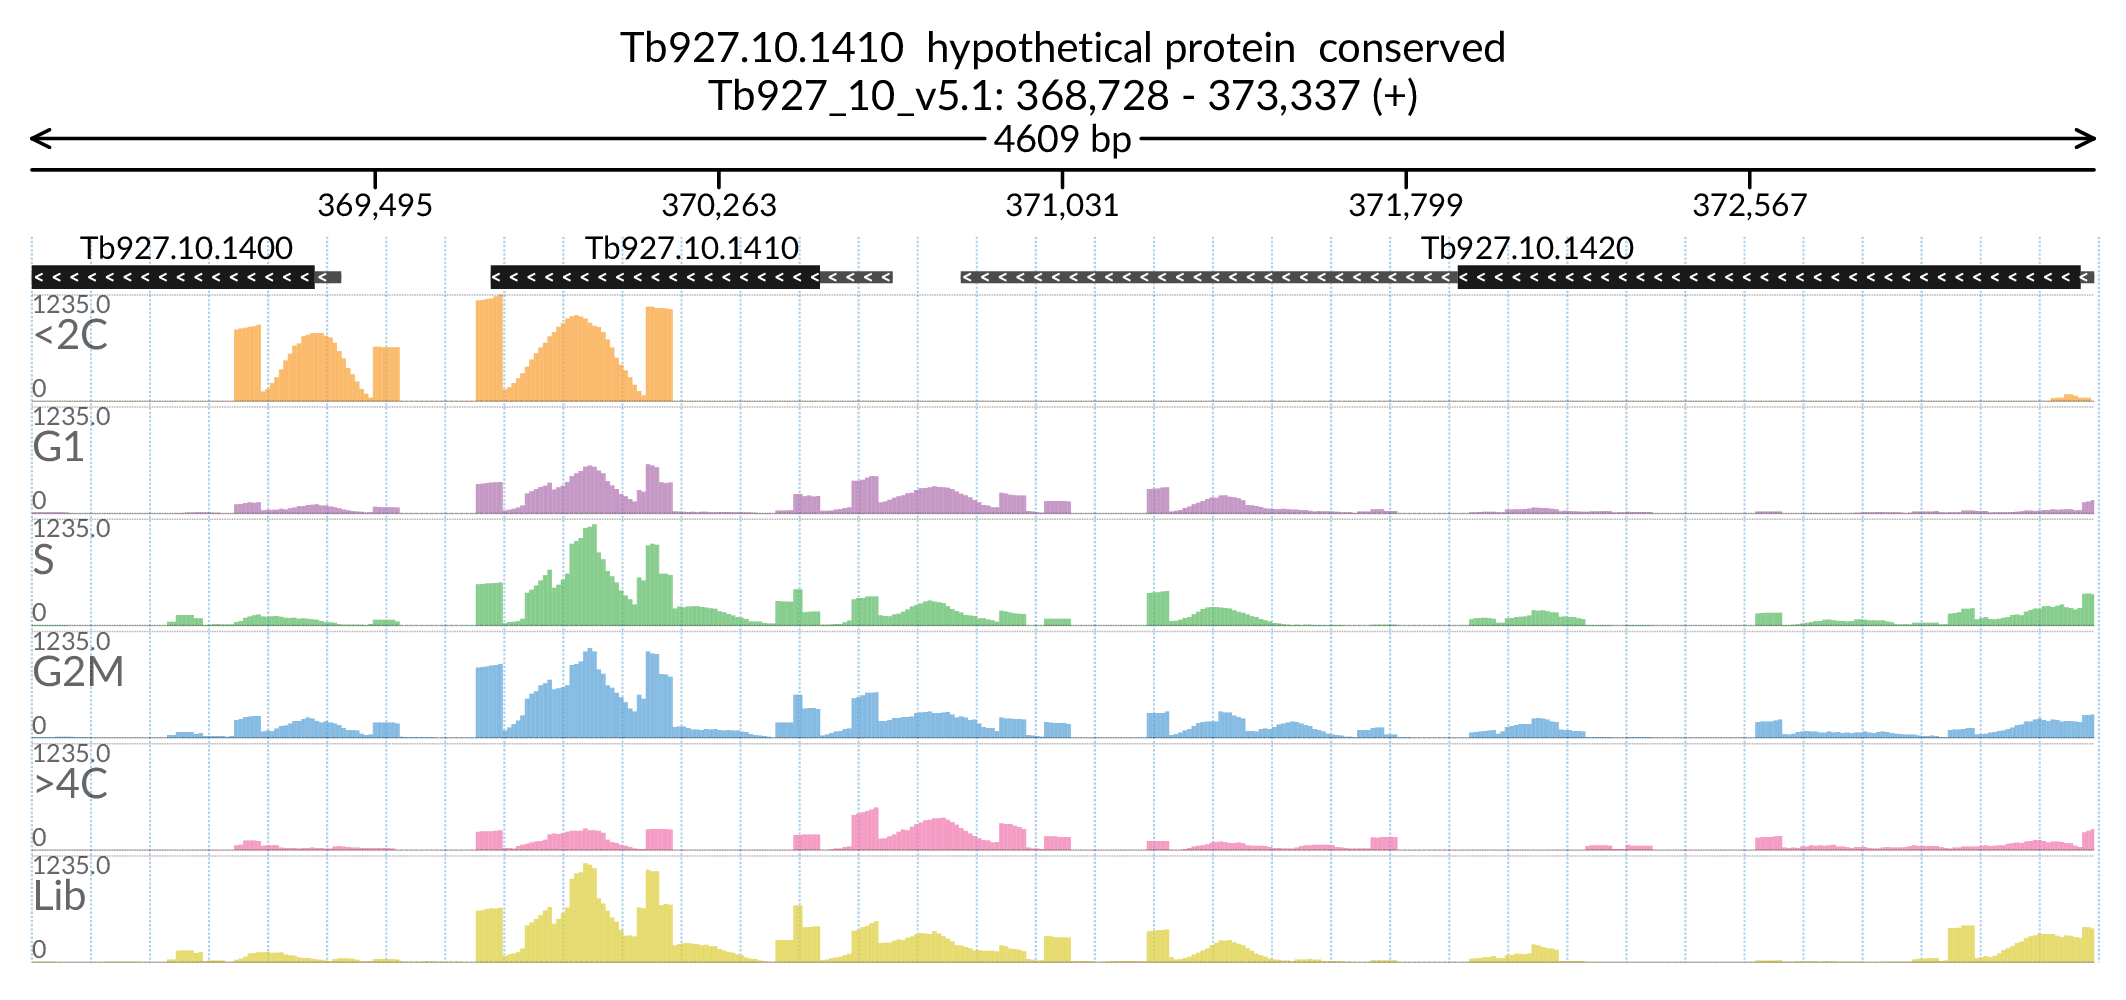 Tb927.10.1410 hypothetical protein conserved
Tb927_10_v5.1: 368,728 - 373,337 (+)
4609 bp
369,495 370,263 371,031 371,799 372,567
Tb927.10.1400 Tb927.10.1410 Tb927.10.1420
1235.0
<2C
0
1235.0
G1
0
1235.0
S
0
1235.0
G2M
0
1235.0
>4C
0
1235.0
Lib
0